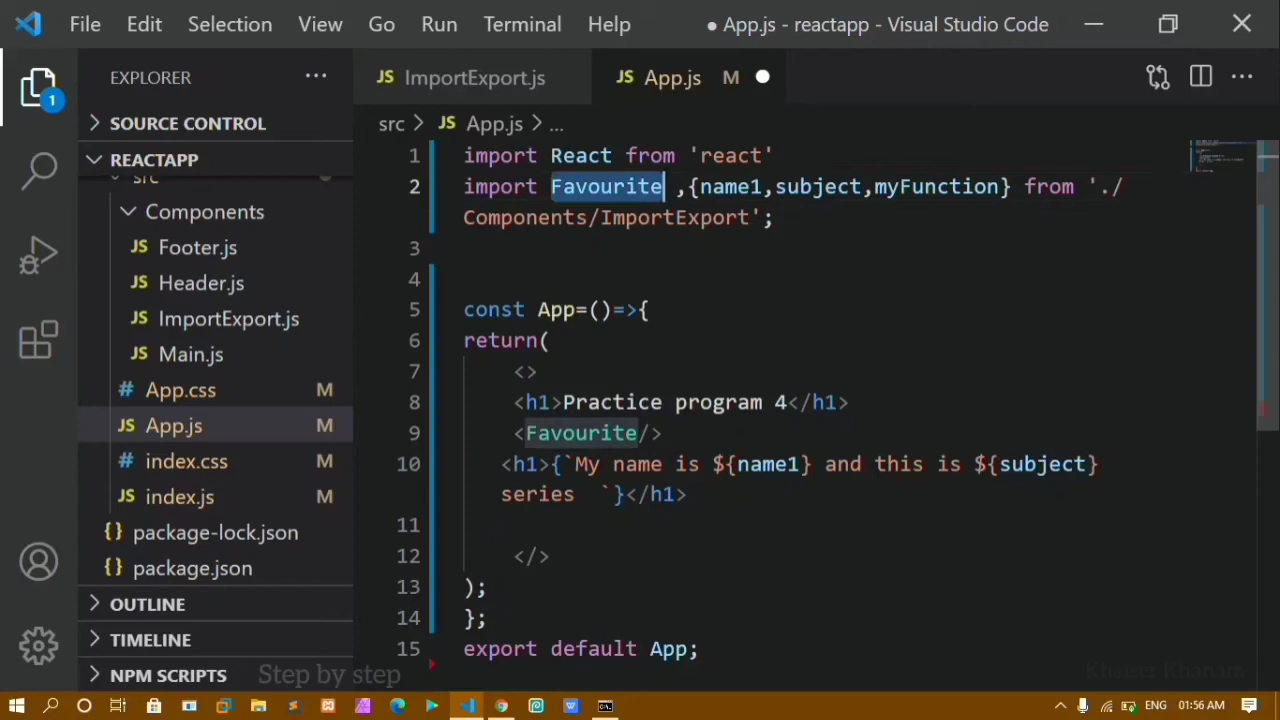 File Edit Selection View Go Run Terminal Help ● App.js - reactapp - Visual Studio Code
EXPLORER ...
JS ImportExport.js
JS App.js M
1
SOURCE CONTROL
REACTAPP
src
Components
JS Footer.js
JS Header.js
JS ImportExport.js
JS Main.js
# App.css M
JS App.js M
# index.css M
JS index.js M
{} package-lock.json
{} package.json
OUTLINE
TIMELINE
NPM SCRIPTS
src > JS App.js > ...
1 import React from 'react'
2 import Favourite ,{name1,subject,myFunction} from './
Components/ImportExport';
3
4
5 const App=()=>{
6 return(
7 <>
8 <h1>Practice program 4</h1>
9 <Favourite/>
10 <h1>{`My name is ${name1} and this is ${subject}
series `}</h1>
11
12 </>
13 );
14 };
15 export default App;
Step by step
Khaiser Khanam
01:56 AM
ENG